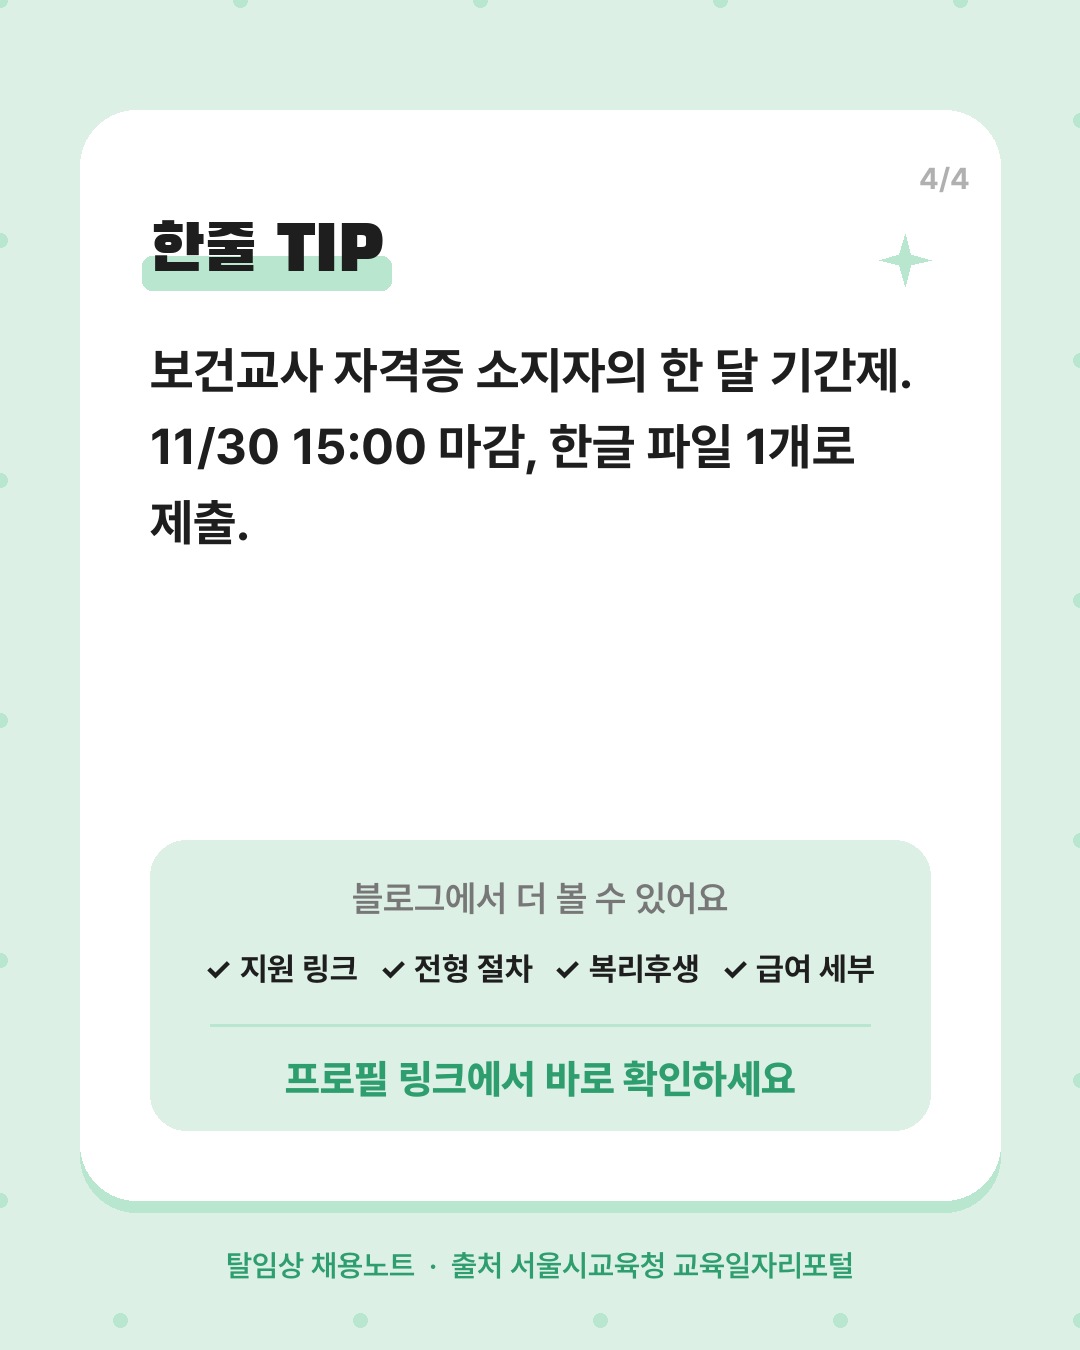 4/4
한줄 TIP
보건교사 자격증 소지자의 한 달 기간제.
11/30 15:00 마감, 한글 파일 1개로
제출.
블로그에서 더 볼 수 있어요
✓ 지원 링크 ✓ 전형 절차 ✓ 복리후생 ✓ 급여 세부
프로필 링크에서 바로 확인하세요
탈임상 채용노트 · 출처 서울시교육청 교육일자리포털